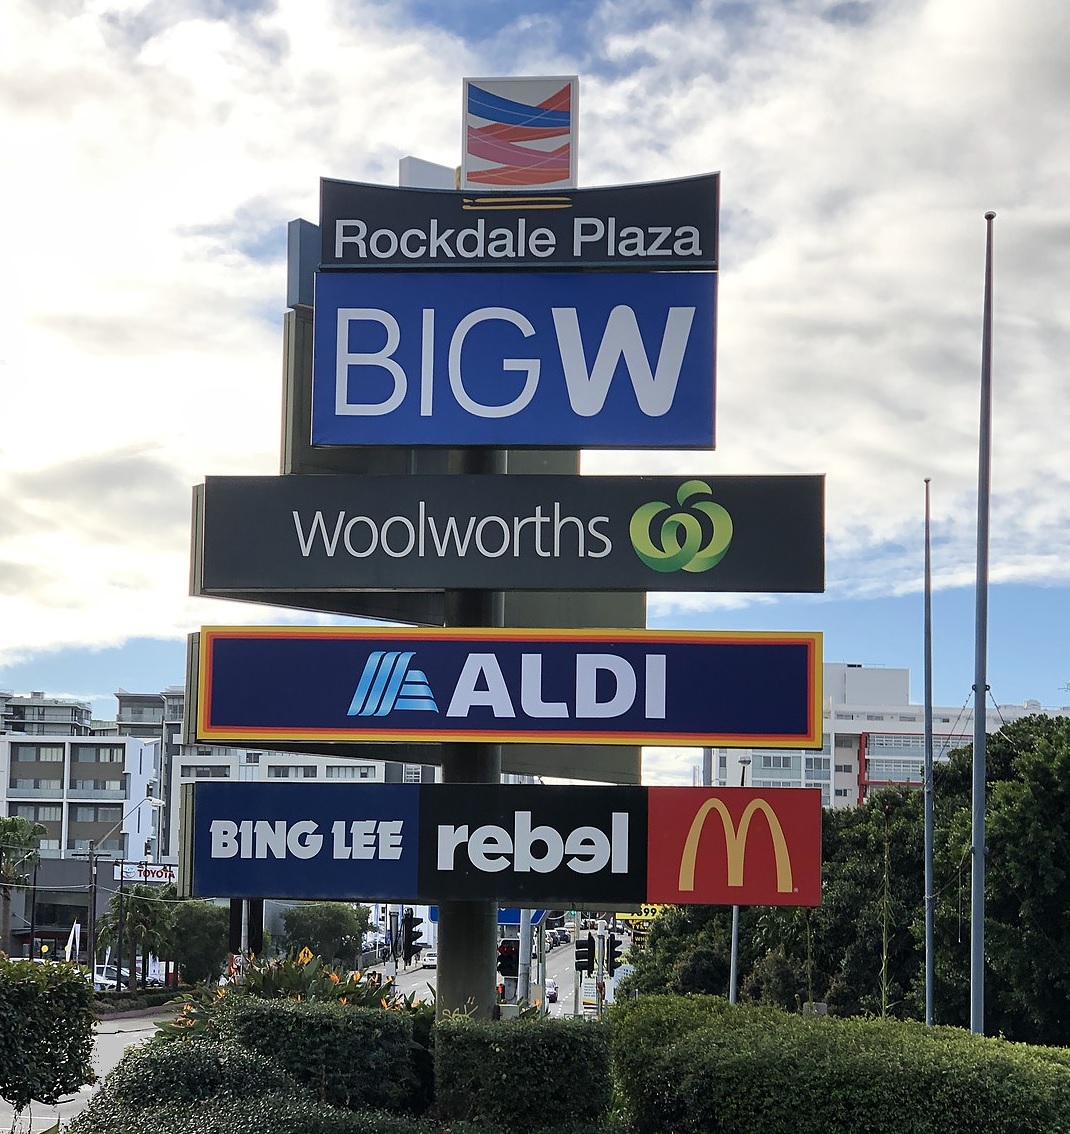 Rockdale Plaza
BIGW
Woolworths
ALDI
BING LEE rebel M
TOYOTA